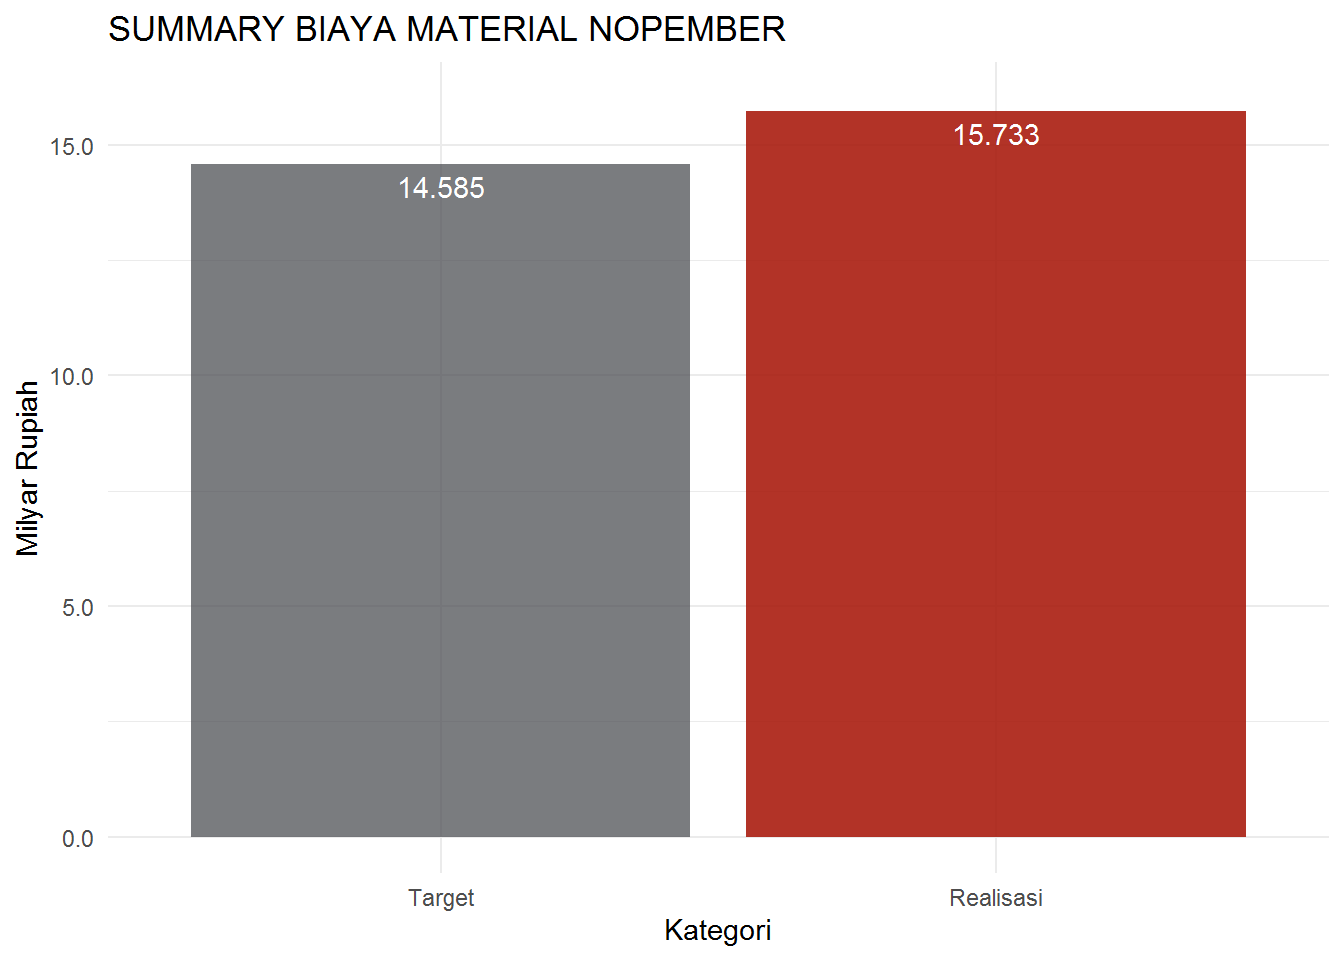 SUMMARY BIAYA MATERIAL NOPEMBER
Milyar Rupiah
15.0
10.0
5.0
0.0
14.585
15.733
Target
Realisasi
Kategori